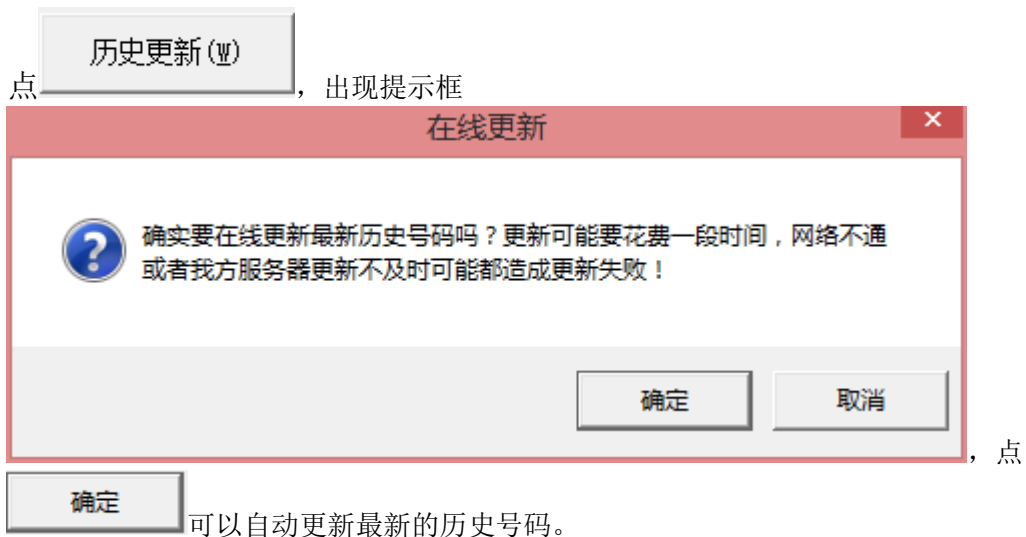 历史更新(W)
点，出现提示框
在线更新
确实要在线更新最新历史号码吗？更新可能要花费一段时间，网络不通
或者我方服务器更新不及时可能都造成更新失败！
确定 取消
，点
确定
可以自动更新最新的历史号码。